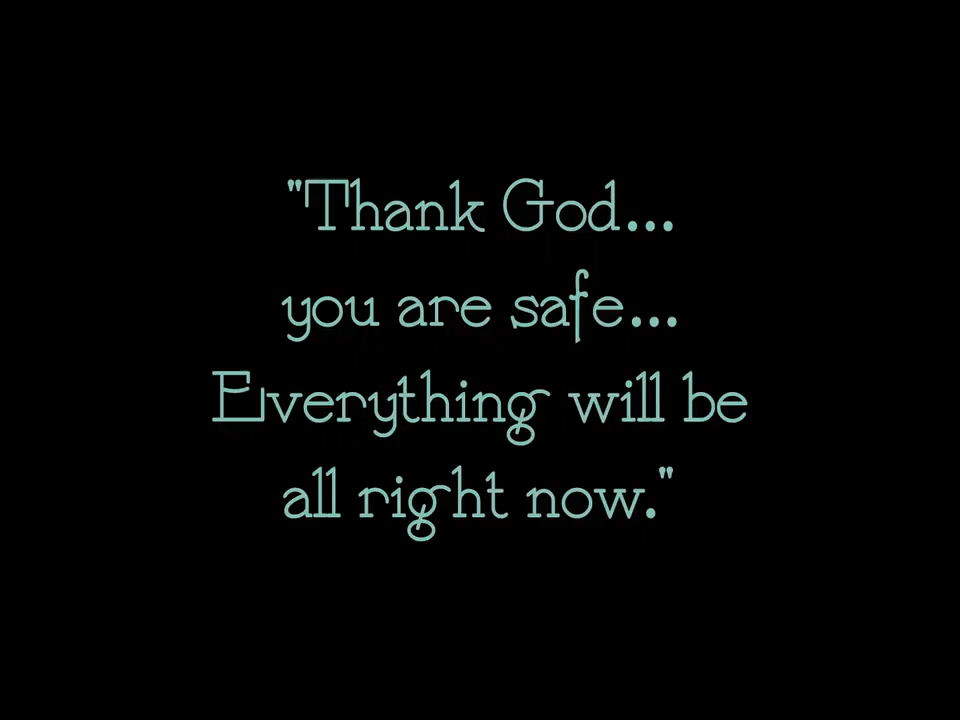 "Thank God...
you are safe...
Everything will be
all right now."